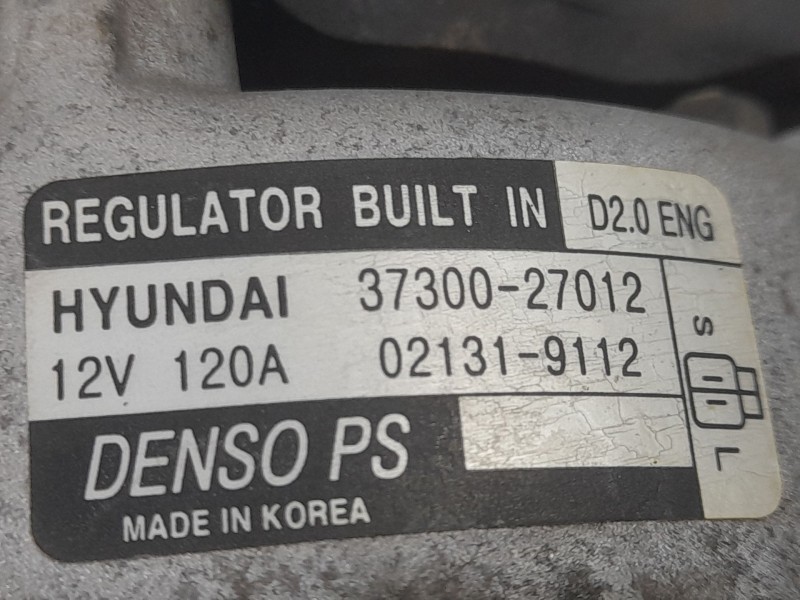 REGULATOR BUILT IN D2.0 ENG
HYUNDAI 37300-27012
S
12V 120A 02131-9112
L
DENSO PS
MADE IN KOREA